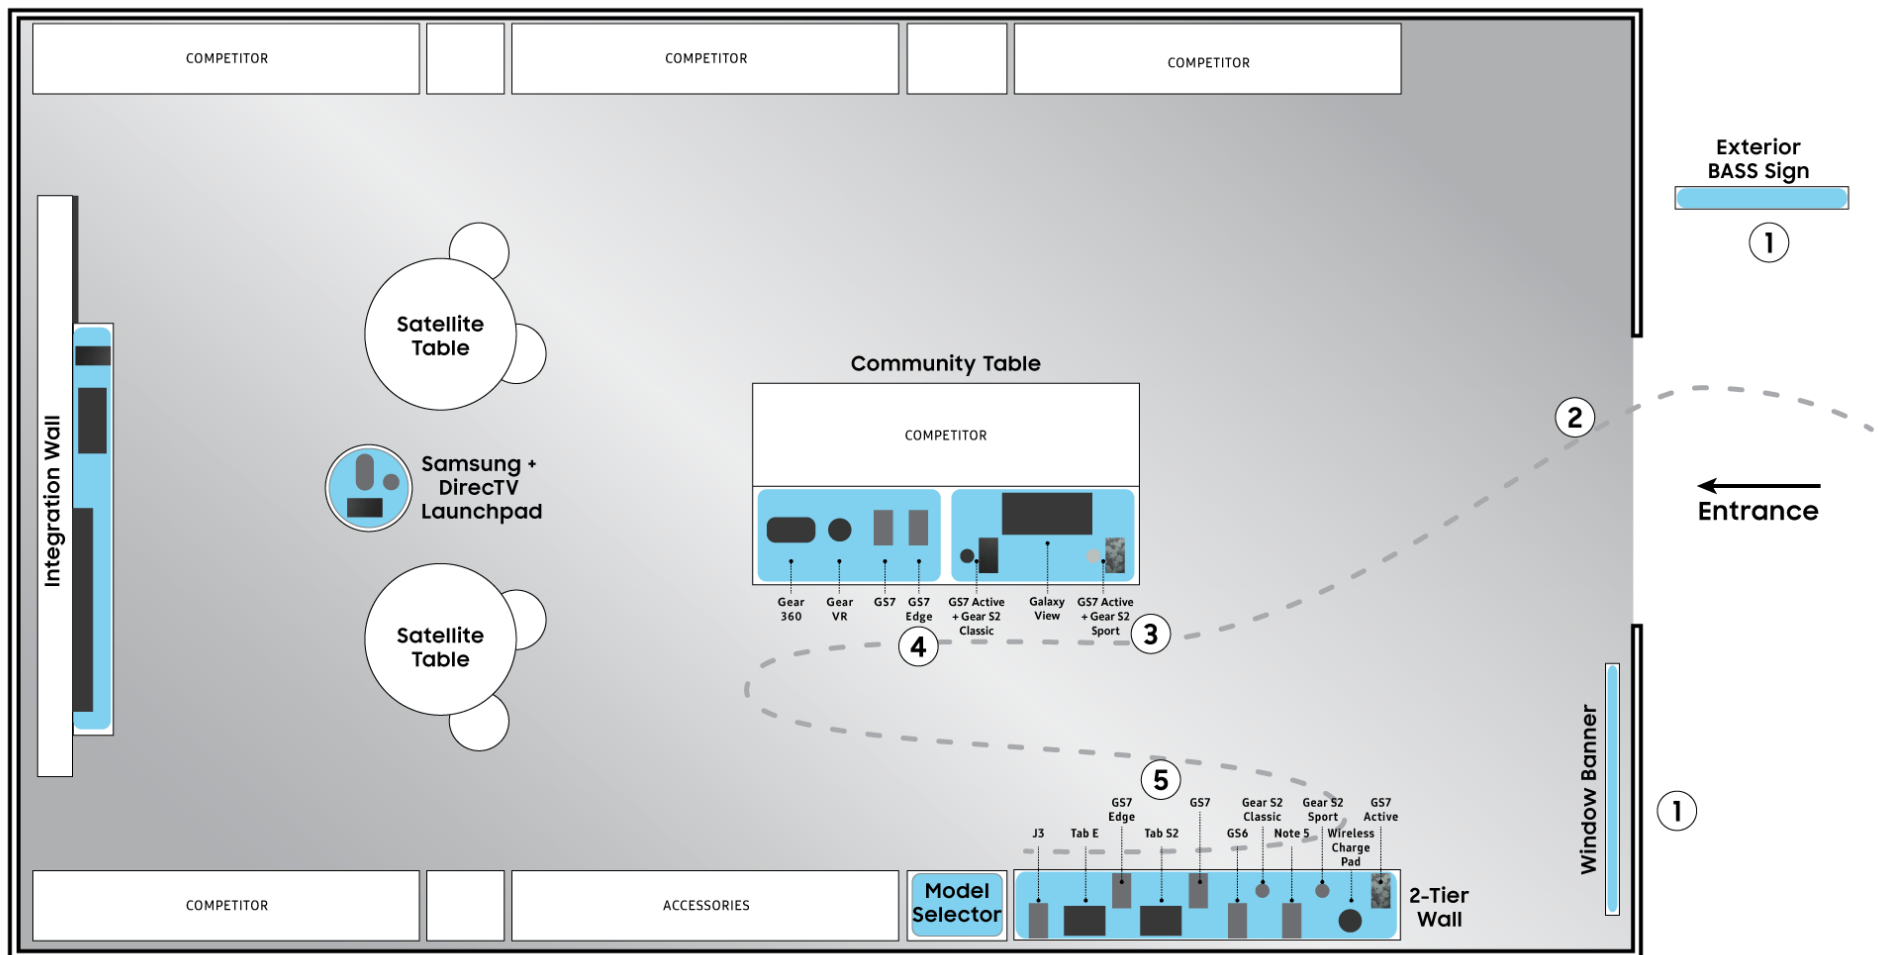 COMPETITOR
COMPETITOR
COMPETITOR
Exterior
BASS Sign
1
Satellite
Table
Community Table
COMPETITOR
2
Integration Wall
Samsung +
DirecTV
Launchpad
Entrance
Gear
360
Gear
VR
GS7
GS7
Edge
GS7 Active
+ Gear S2
Classic
Galaxy
View
GS7 Active
+ Gear S2
Sport
3
4
Satellite
Table
5
Window Banner
1
J3
Tab E
GS7
Edge
Tab S2
GS7
GS6
Gear S2
Classic
Note 5
Gear S2
Sport
Wireless
Charge
Pad
GS7
Active
COMPETITOR
ACCESSORIES
Model
Selector
2-Tier
Wall